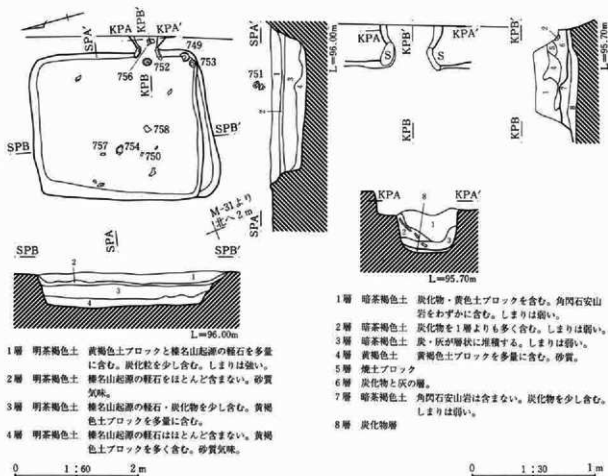 KPA
KPB′
KPA′
SPA′
749
753
752
756
KPB
758
757
754
750
SPB
SPB′
M-31より
北へ2m
SPA
SPA′
L=96.00m
751
1
3
4
2
SPA
KPA
KPB′
KPA′
S
S
KPB
KPB′
L=95.70m
KPB
KPA
8
KPA′
1
L=95.70m
SPB
SPB′
2
1
3
4
L=96.00m
1層 明茶褐色土 黄褐色土ブロックと榛名山起源の軽石を多量
に含む。炭化粒を少し含む。しまりは強い。
2層 明茶褐色土 榛名山起源の軽石をほとんど含まない。砂質
気味。
3層 明茶褐色土 榛名山起源の軽石・炭化物を少し含む。黄褐
色土ブロックを多量に含む。
4層 明茶褐色土 榛名山起源の軽石はほとんど含まない。黄褐
色土ブロックを多く含む。砂質気味。
0 1:60 2m
1層 暗茶褐色土 炭化物・黄色土ブロックを含む。角閃石安山
岩をわずかに含む。しまりは弱い。
2層 暗茶褐色土 炭化物を1層よりも多く含む。しまりは弱い。
3層 暗茶褐色土 炭・灰が層状に堆積する。しまりは弱い。
4層 黄褐色土 黄褐色土ブロックを多量に含む。砂質。
5層 焼土ブロック
6層 炭化物と灰の層。
7層 暗茶褐色土 角閃石安山岩は含まない。炭化物を少し含む。
しまりは弱い。
8層 炭化物層
0 1:30 1m